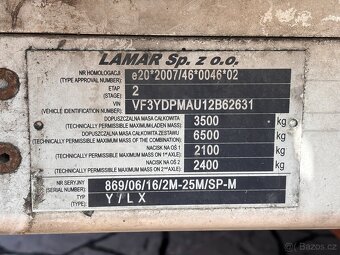 LAMAR Sp. z o.o.
NR HOMOLOGACJI
(TYPE APPROVAL NUMBER)
e20*2007/46*0046*02
ETAP
(STAGE)
2
VIN
(VEHICLE IDENTIFICATION NUMBER)
VF3YDPMAU12B62631
DOPUSZCZALNA MASA CAŁKOWITA
(TECHNICALLY PERMISSIBLE MAXIMUM LADEN MASS)
3500 kg
DOPUSZCZALNA MASA CAŁKOWITA ZESPOŁU
(TECHNICALLY PERMISSIBLE MAXIMUM MASS OF COMBINATION)
6500 kg
NACISK NA OŚ 1
(TECHNICALLY PERMISSIBLE MAXIMUM MASS ON 1st AXLE)
2100 kg
NACISK NA OŚ 2
(TECHNICALLY PERMISSIBLE MAXIMUM MASS ON 2nd AXLE)
2400 kg
NR SERYJNY
(SERIAL NUMBER)
869/06/16/2M-25M/SP-M
TYP
(TYPE)
Y/LX
Bazoš.cz